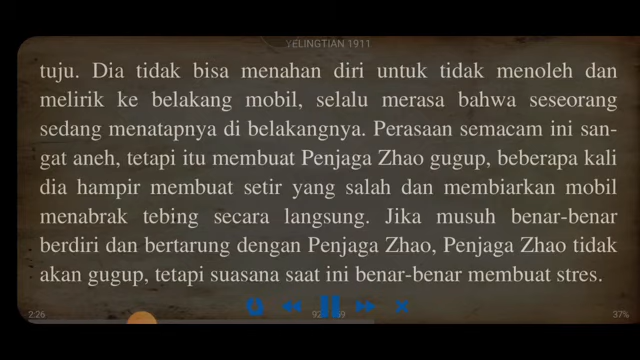 YELINGTIAN 1911
tuju. Dia tidak bisa menahan diri untuk tidak menoleh dan
melirik ke belakang mobil, selalu merasa bahwa seseorang
sedang menatapnya di belakangnya. Perasaan semacam ini san-
gat aneh, tetapi itu membuat Penjaga Zhao gugup, beberapa kali
dia hampir membuat setir yang salah dan membiarkan mobil
menabrak tebing secara langsung. Jika musuh benar-benar
berdiri dan bertarung dengan Penjaga Zhao, Penjaga Zhao tidak
akan gugup, tetapi suasana saat ini benar-benar membuat stres.
2:26
37%